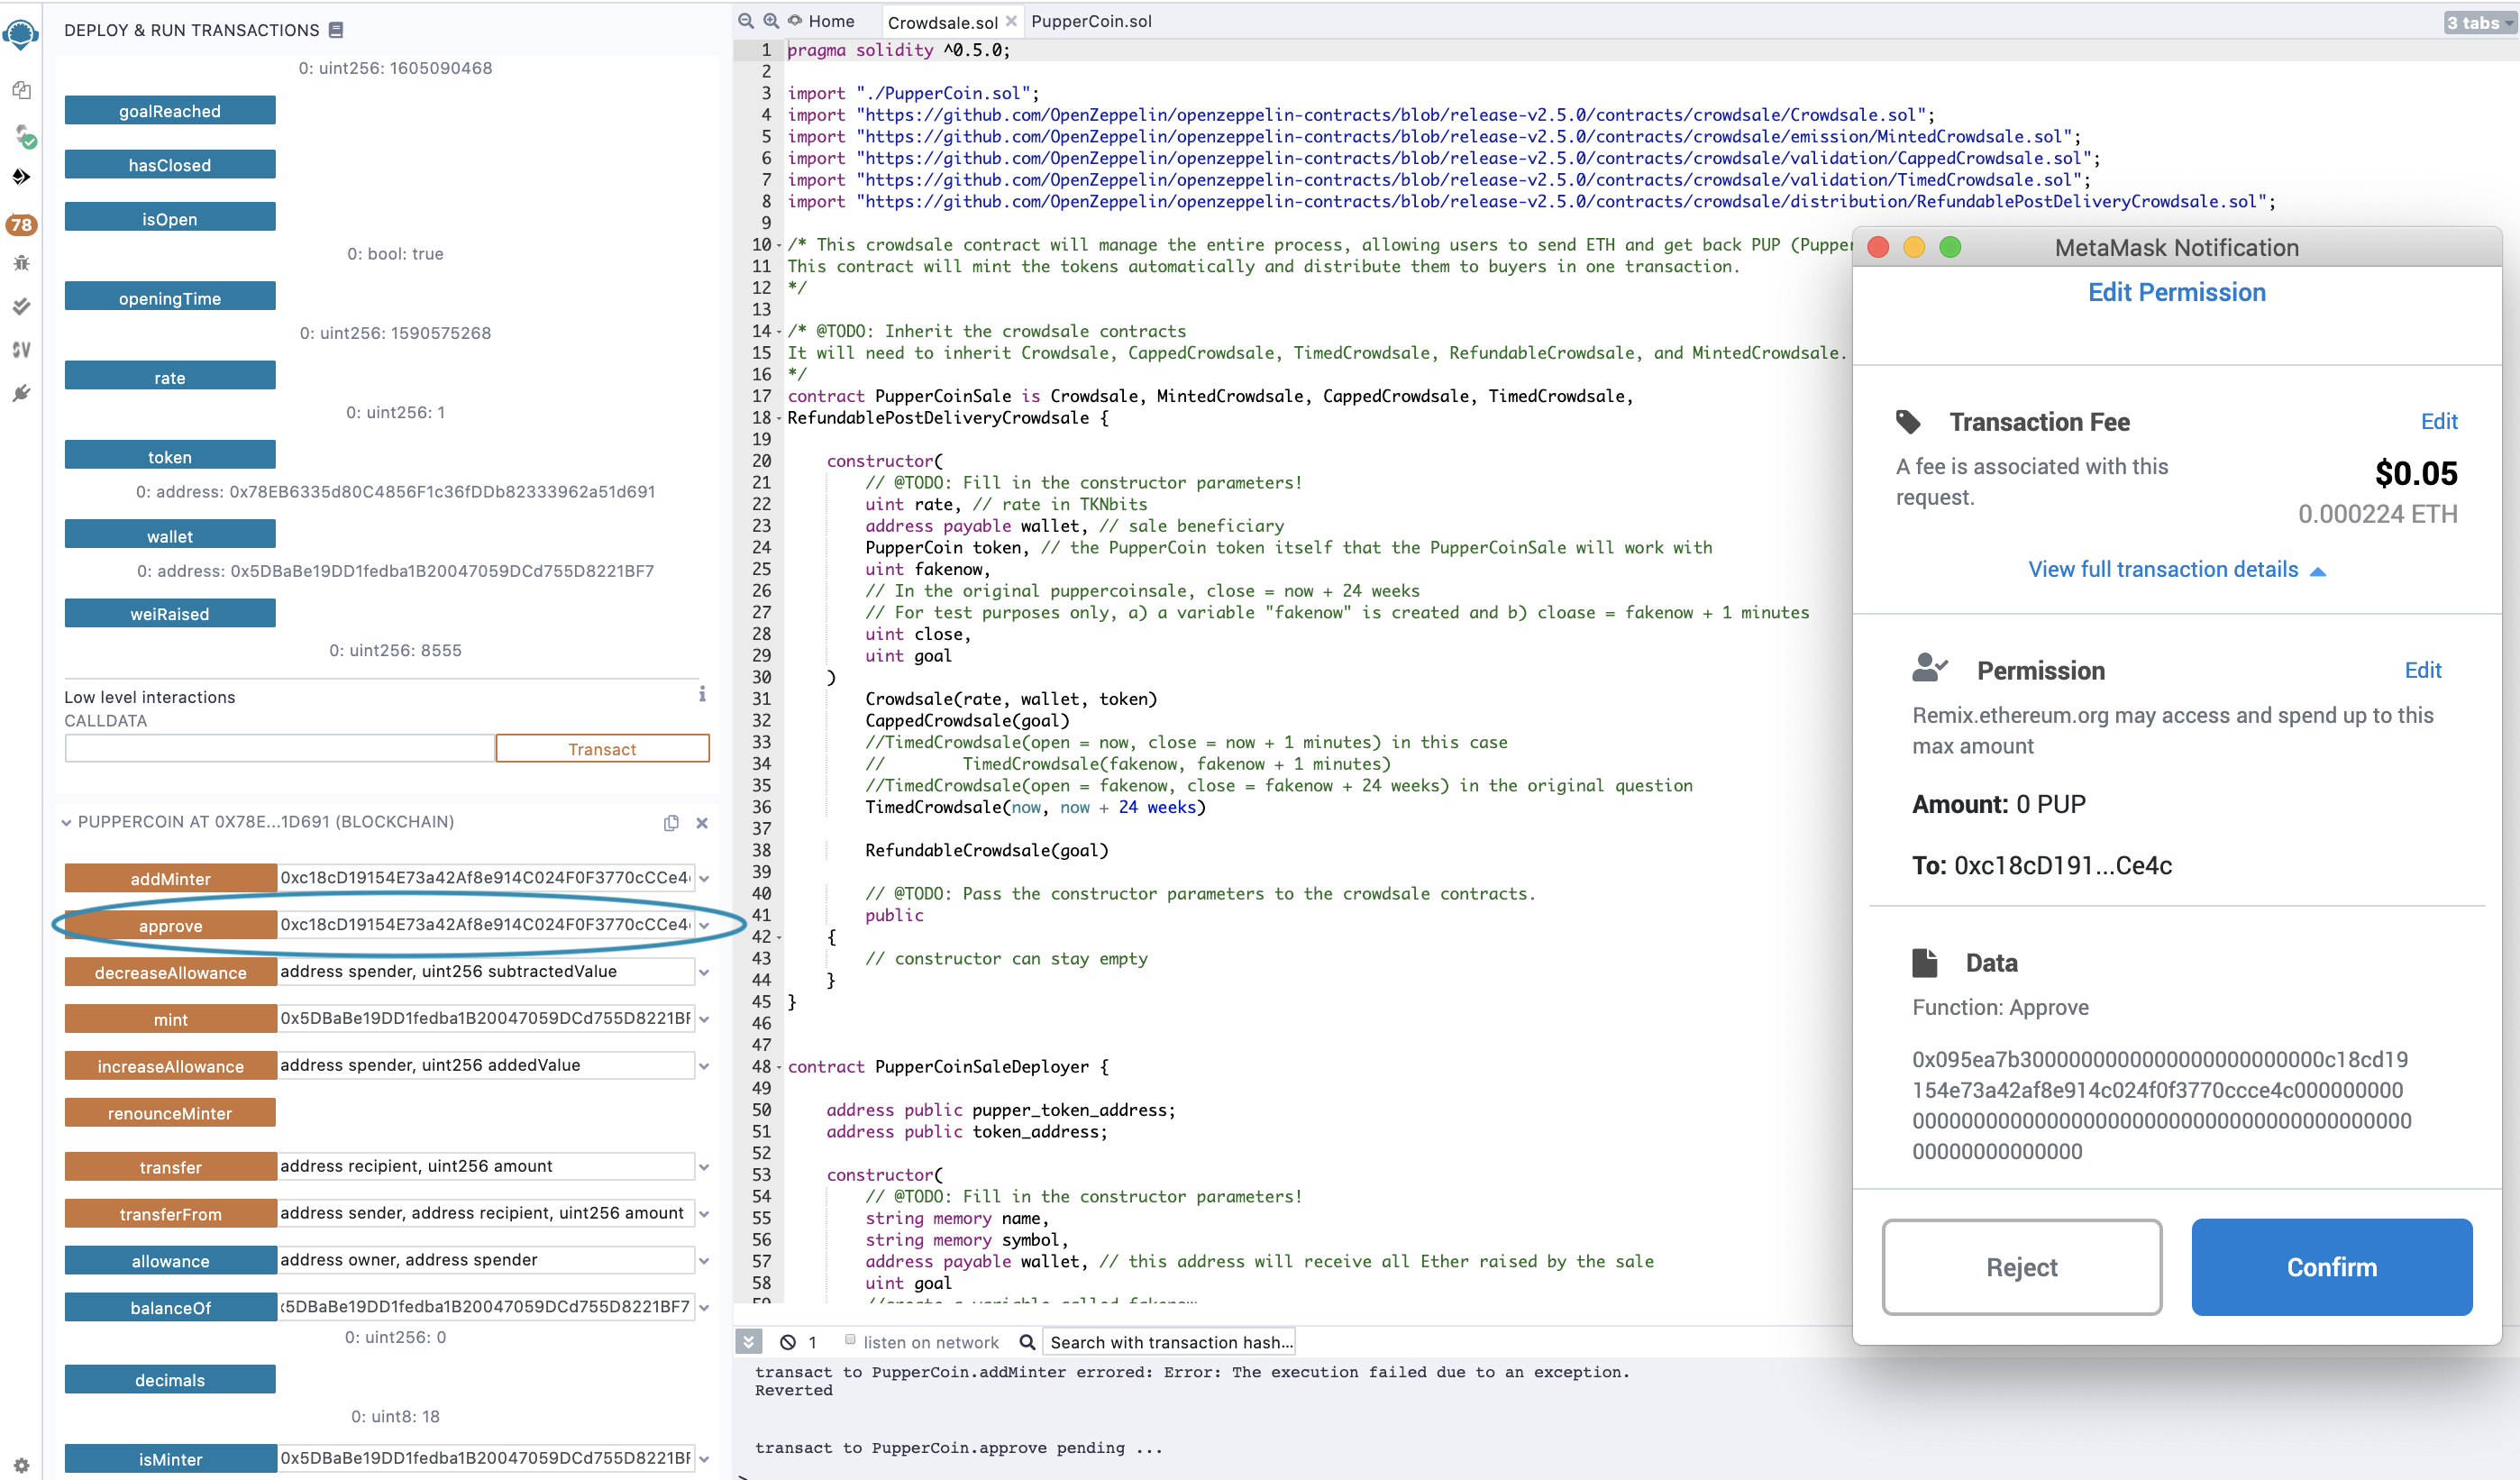 DEPLOY & RUN TRANSACTIONS
78
0: uint256: 1605090468
goalReached
hasClosed
isOpen
0: bool: true
openingTime
0: uint256: 1590575268
rate
0: uint256: 1
token
0: address: 0x78EB6335d80C4856F1c36fDDb82333962a51d691
wallet
0: address: 0x5DBaBe19DD1fedba1B20047059DCd755D8221BF7
weiRaised
0: uint256: 8555
Low level interactions
i
CALLDATA
Transact
PUPPERCOIN AT 0X78E...1D691 (BLOCKCHAIN)
addMinter 0xc18cD19154E73a42Af8e914C024F0F3770cCCe4
approve 0xc18cD19154E73a42Af8e914C024F0F3770cCCe4
decreaseAllowance address spender, uint256 subtractedValue
mint 0x5DBaBe19DD1fedba1B20047059DCd755D8221BF
increaseAllowance address spender, uint256 addedValue
renounceMinter
transfer address recipient, uint256 amount
transferFrom address sender, address recipient, uint256 amount
allowance address owner, address spender
balanceOf x5DBaBe19DD1fedba1B20047059DCd755D8221BF7
0: uint256: 0
decimals
0: uint8: 18
isMinter 0x5DBaBe19DD1fedba1B20047059DCd755D8221BF
Home Crowdsale.sol PupperCoin.sol 3 tabs
1 pragma solidity ^0.5.0;
2
3 import "./PupperCoin.sol";
4 import "https://github.com/OpenZeppelin/openzeppelin-contracts/blob/release-v2.5.0/contracts/crowdsale/Crowdsale.sol";
5 import "https://github.com/OpenZeppelin/openzeppelin-contracts/blob/release-v2.5.0/contracts/crowdsale/emission/MintedCrowdsale.sol";
6 import "https://github.com/OpenZeppelin/openzeppelin-contracts/blob/release-v2.5.0/contracts/crowdsale/validation/CappedCrowdsale.sol";
7 import "https://github.com/OpenZeppelin/openzeppelin-contracts/blob/release-v2.5.0/contracts/crowdsale/validation/TimedCrowdsale.sol";
8 import "https://github.com/OpenZeppelin/openzeppelin-contracts/blob/release-v2.5.0/contracts/crowdsale/distribution/RefundablePostDeliveryCrowdsale.sol";
9
10 /* This crowdsale contract will manage the entire process, allowing users to send ETH and get back PUP (Pupper
11 This contract will mint the tokens automatically and distribute them to buyers in one transaction.
12 */
13
14 /* @TODO: Inherit the crowdsale contracts
15 It will need to inherit Crowdsale, CappedCrowdsale, TimedCrowdsale, RefundableCrowdsale, and MintedCrowdsale.
16 */
17 contract PupperCoinSale is Crowdsale, MintedCrowdsale, CappedCrowdsale, TimedCrowdsale,
18 RefundablePostDeliveryCrowdsale {
19
20 constructor(
21 // @TODO: Fill in the constructor parameters!
22 uint rate, // rate in TKNbits
23 address payable wallet, // sale beneficiary
24 PupperCoin token, // the PupperCoin token itself that the PupperCoinSale will work with
25 uint fakenow,
26 // In the original puppercoinsale, close = now + 24 weeks
27 // For test purposes only, a) a variable "fakenow" is created and b) cloase = fakenow + 1 minutes
28 uint close,
29 uint goal
30 )
31 Crowdsale(rate, wallet, token)
32 CappedCrowdsale(goal)
33 //TimedCrowdsale(open = now, close = now + 1 minutes) in this case
34 // TimedCrowdsale(fakenow, fakenow + 1 minutes)
35 //TimedCrowdsale(open = fakenow, close = fakenow + 24 weeks) in the original question
36 TimedCrowdsale(now, now + 24 weeks)
37
38 RefundableCrowdsale(goal)
39
40 // @TODO: Pass the constructor parameters to the crowdsale contracts.
41 public
42 {
43 // constructor can stay empty
44 }
45 }
46
47
48 contract PupperCoinSaleDeployer {
49
50 address public pupper_token_address;
51 address public token_address;
52
53 constructor(
54 // @TODO: Fill in the constructor parameters!
55 string memory name,
56 string memory symbol,
57 address payable wallet, // this address will receive all Ether raised by the sale
58 uint goal
59 //create a variable called fakenow
1 listen on network Search with transaction hash...
transact to PupperCoin.addMinter errored: Error: The execution failed due to an exception.
Reverted
transact to PupperCoin.approve pending ...
>
MetaMask Notification
Edit Permission
Transaction Fee Edit
A fee is associated with this
request.
$0.05
0.000224 ETH
View full transaction details
Permission Edit
Remix.ethereum.org may access and spend up to this
max amount
Amount: 0 PUP
To: 0xc18cD191...Ce4c
Data
Function: Approve
0x095ea7b3000000000000000000000000c18cd19
154e73a42af8e914c024f0f3770ccce4c000000000
00000000000000000000000000000000000000000
00000000000000
Reject Confirm